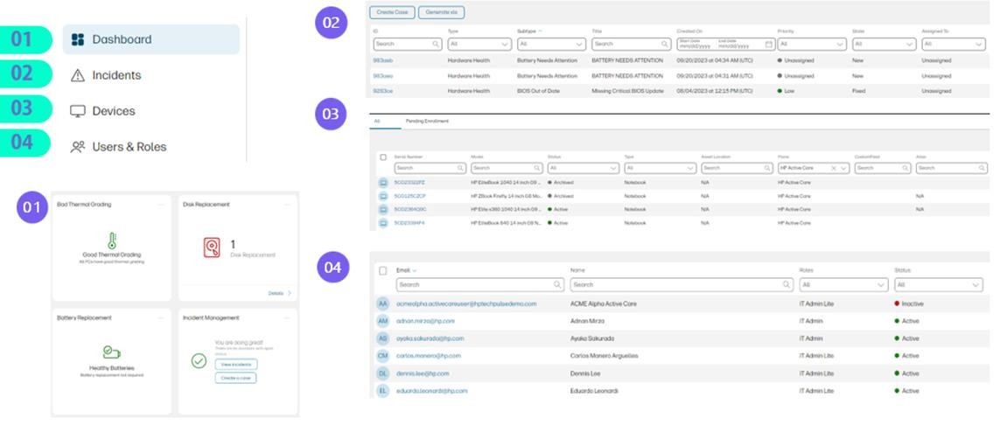 01 Dashboard
02 Incidents
03 Devices
04 Users & Roles
01
Bad Thermal Grading
Good Thermal Grading
All PCs have good thermal grading
Disk Replacement
1
Disk Replacement
Details
Battery Replacement
Healthy Batteries
Battery replacement not required
Incident Management
You are doing great!
There are no incidents with open
status.
View Incidents
Create a case
02
Create Case Generate xls
ID Type Subtype Title Created On Priority State Assigned To
Search All All Search Start Date mm/dd/yyyy End Date mm/dd/yyyy All All All
Hardware Health Battery Needs Attention BATTERY NEEDS ATTENTION 09/20/2023 at 04:34 AM (UTC) Unassigned New Unassigned
Hardware Health Battery Needs Attention BATTERY NEEDS ATTENTION 09/20/2023 at 04:31 AM (UTC) Unassigned New Unassigned
Hardware Health BIOS Out of Date Missing Critical BIOS Update 08/04/2023 at 12:15 PM (UTC) Low Fixed Unassigned
03
All Pending Enrollment
Serial Number Model Status Type Asset Location Plans CustomField Alias
Search Search All All Search HP Active Care Search Search
HP EliteBook 1040 14 inch G9 ... Archived Notebook N/A HP Active Care
HP ZBook Firefly 14 inch G8 Mo... Archived Notebook N/A HP Active Care N/A
HP Elite x360 1040 14 inch G9... Active Notebook N/A HP Active Care N/A
HP EliteBook 640 14 inch G9 N... Active Notebook N/A HP Active Care
04
Email Name Roles Status
Search Search All All
AA acmealpha.activecareuser@hptechpulsedemo.com ACME Alpha Active Care IT Admin Lite Inactive
AM adnan.mirza@hp.com Adnan Mirza IT Admin Active
AS ayaka.sakurada@hp.com Ayaka Sakurada IT Admin Active
CM carlos.manero@hp.com Carlos Manero Arguelles IT Admin Lite Active
DL dennis.lee@hp.com Dennis Lee IT Admin Lite Active
EL eduardo.leonardi@hp.com Eduardo Leonardi IT Admin Lite Active